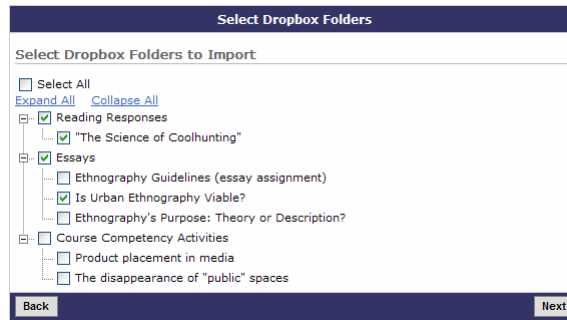 Select Dropbox Folders
Select Dropbox Folders to Import
Select All
Expand All Collapse All
Reading Responses
"The Science of Coolhunting"
Essays
Ethnography Guidelines (essay assignment)
Is Urban Ethnography Viable?
Ethnography's Purpose: Theory or Description?
Course Competency Activities
Product placement in media
The disappearance of "public" spaces
Back Next